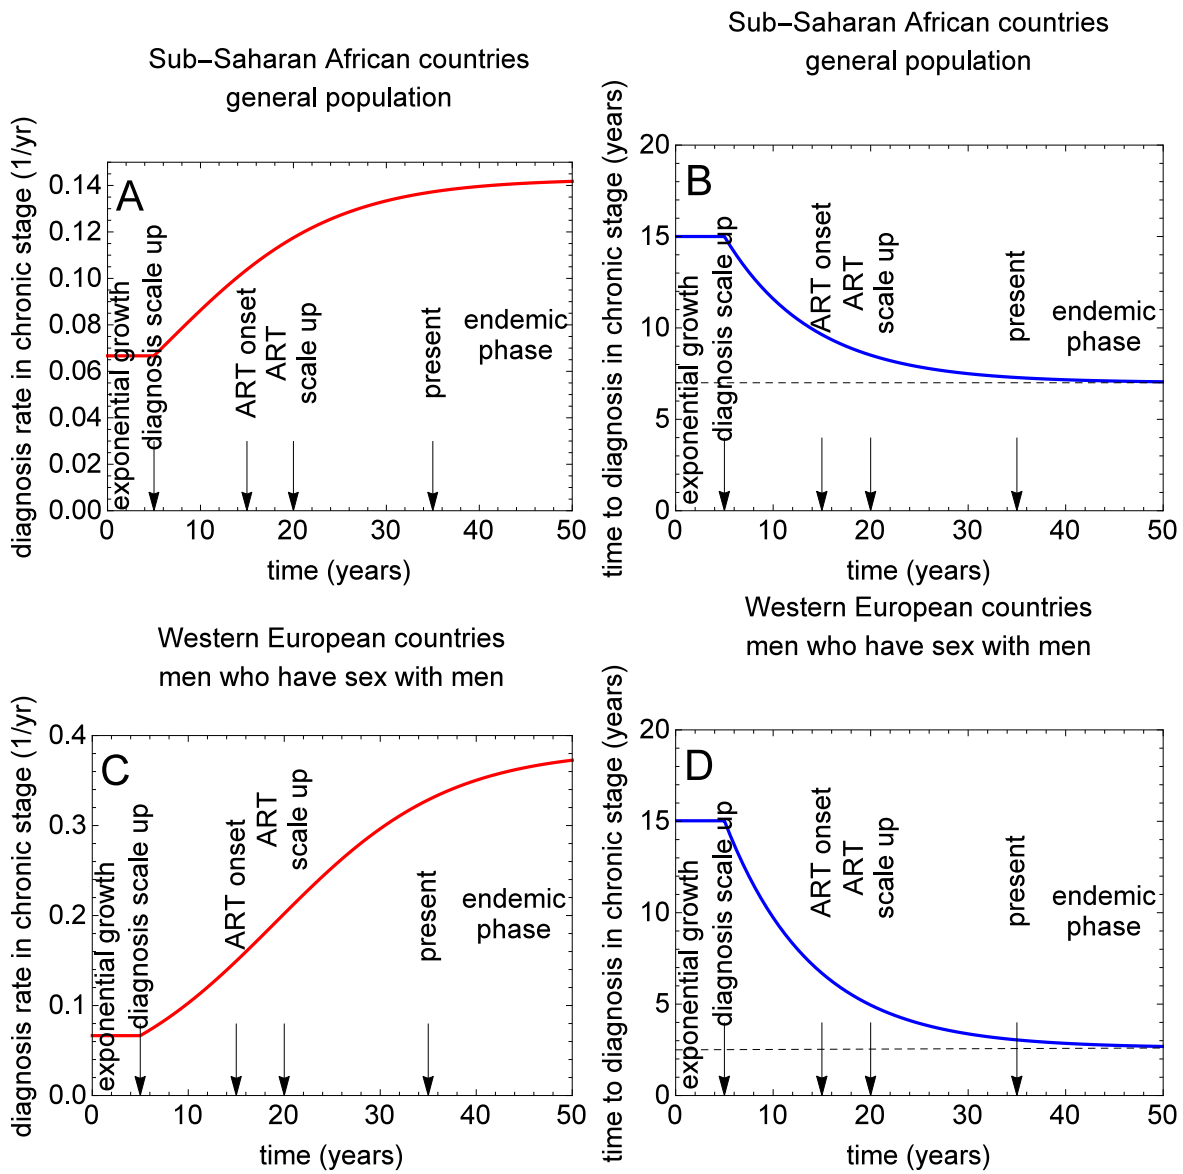 Sub–Saharan African countries
general population
A
diagnosis rate in chronic stage (1/yr)
0.14
0.12
0.10
0.08
0.06
0.04
0.02
0.00
exponential growth
diagnosis scale up
ART onset
ART
scale up
present
endemic
phase
0 10 20 30 40 50
time (years)
Sub–Saharan African countries
general population
B
time to diagnosis in chronic stage (years)
20
15
10
5
0
exponential growth
diagnosis scale up
ART onset
ART
scale up
present
endemic
phase
0 10 20 30 40 50
time (years)
Western European countries
men who have sex with men
C
diagnosis rate in chronic stage (1/yr)
0.4
0.3
0.2
0.1
0.0
exponential growth
diagnosis scale up
ART onset
ART
scale up
present
endemic
phase
0 10 20 30 40 50
time (years)
Western European countries
men who have sex with men
D
time to diagnosis in chronic stage (years)
20
15
10
5
0
exponential growth
diagnosis scale up
ART onset
ART
scale up
present
endemic
phase
0 10 20 30 40 50
time (years)